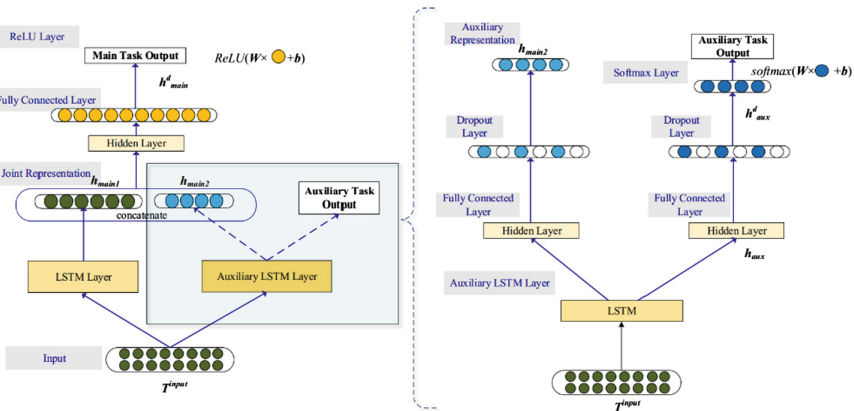 ReLU Layer
Main Task Output
ReLU(W× +b)
h^d_main
Fully Connected Layer
Hidden Layer
Joint Representation
h_main1
h_main2
concatenate
Auxiliary Task
Output
LSTM Layer
Auxiliary LSTM Layer
Input
T^input
Auxiliary
Representation
h_main2
Auxiliary Task
Output
Softmax Layer
softmax(W× +b)
h^d_aux
Dropout
Layer
Dropout
Layer
Fully Connected
Layer
Fully Connected
Layer
Hidden Layer
Hidden Layer
h_aux
Auxiliary LSTM Layer
LSTM
T^input